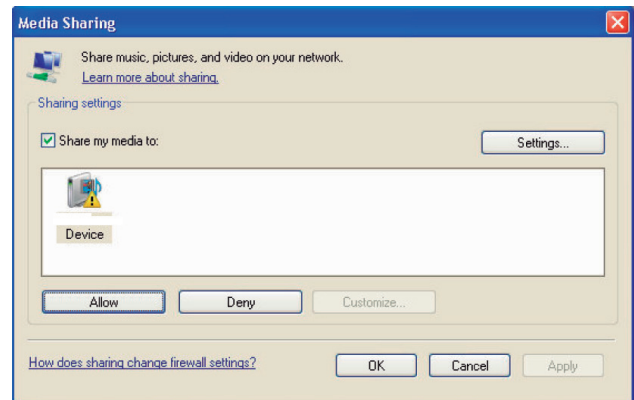 Media Sharing
Share music, pictures, and video on your network.
Learn more about sharing.
Sharing settings
Share my media to:
Settings...
Device
Allow
Deny
Customize...
How does sharing change firewall settings?
OK
Cancel
Apply